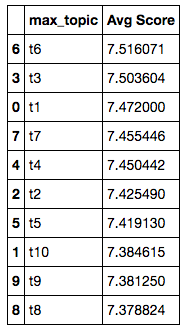 max_topic Avg Score
6 t6 7.516071
3 t3 7.503604
0 t1 7.472000
7 t7 7.455446
4 t4 7.450442
2 t2 7.425490
5 t5 7.419130
1 t10 7.384615
9 t9 7.381250
8 t8 7.378824